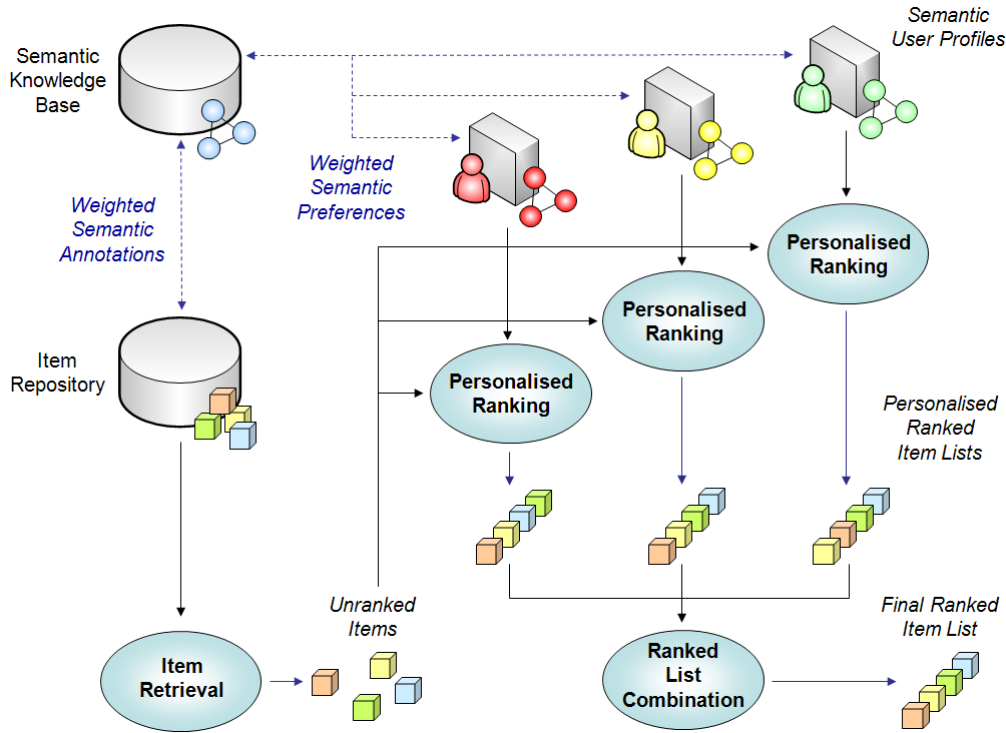 Semantic
User Profiles
Semantic
Knowledge
Base
Weighted
Semantic
Preferences
Weighted
Semantic
Annotations
Personalised
Ranking
Personalised
Ranking
Personalised
Ranking
Item
Repository
Personalised
Ranked
Item Lists
Unranked
Items
Final Ranked
Item List
Item
Retrieval
Ranked
List
Combination